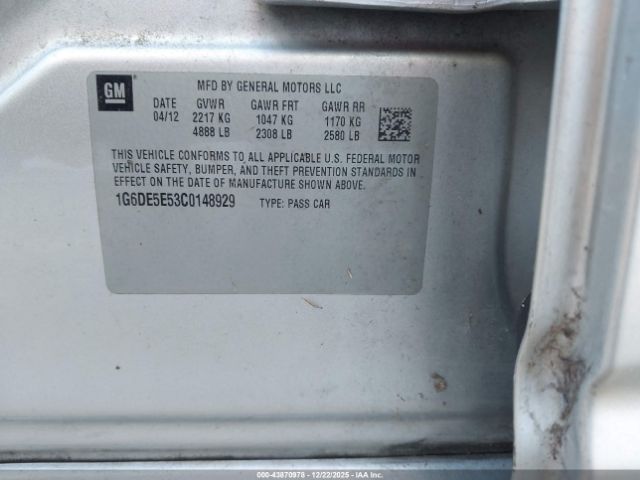 GM
MFD BY GENERAL MOTORS LLC
DATE GVWR GAWR FRT GAWR RR
04/12 2217 KG 1047 KG 1170 KG
4888 LB 2308 LB 2580 LB
THIS VEHICLE CONFORMS TO ALL APPLICABLE U.S. FEDERAL MOTOR
VEHICLE SAFETY, BUMPER, AND THEFT PREVENTION STANDARDS IN
EFFECT ON THE DATE OF MANUFACTURE SHOWN ABOVE.
1G6DE5E53C0148929 TYPE: PASS CAR
000-43870978 - 12/22/2025 - IAA Inc.